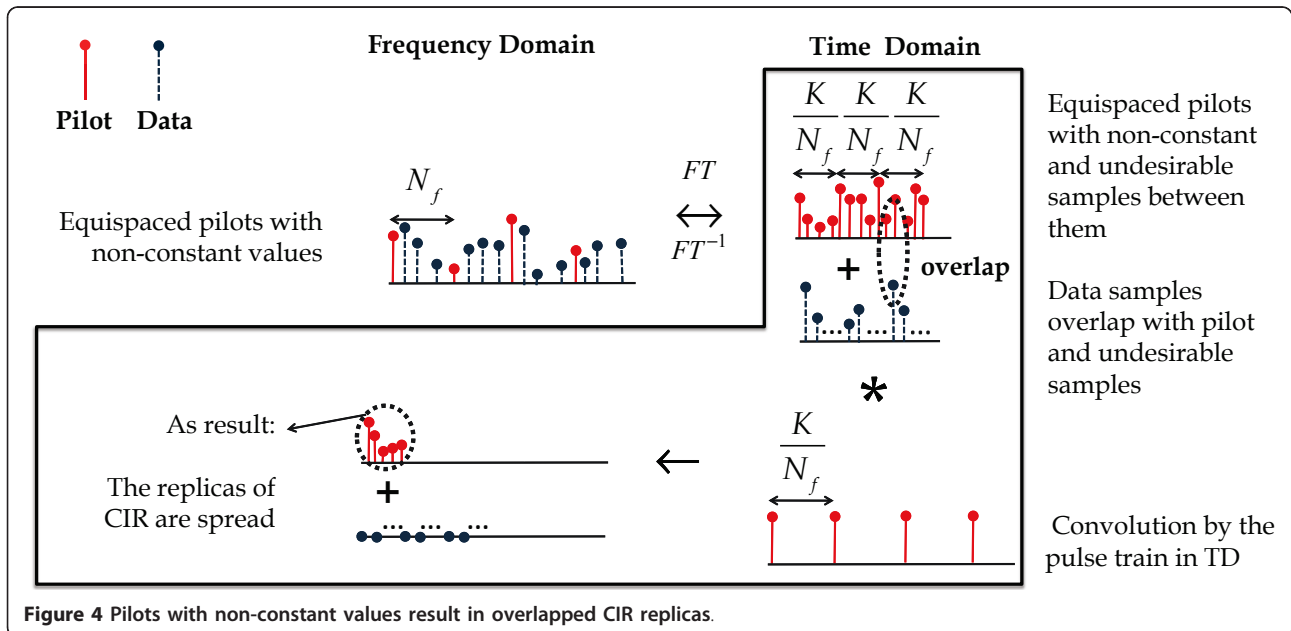 Frequency Domain
Time Domain
Pilot Data
K/N_f K/N_f K/N_f
Equispaced pilots
with non-constant
and undesirable
samples between
them
N_f
FT
FT^{-1}
Equispaced pilots with
non-constant values
+
overlap
Data samples
overlap with pilot
and undesirable
samples
... ... ...
*
As result:
K/N_f
The replicas of
CIR are spread
+
... ... ...
Convolution by the
pulse train in TD
Figure 4 Pilots with non-constant values result in overlapped CIR replicas.